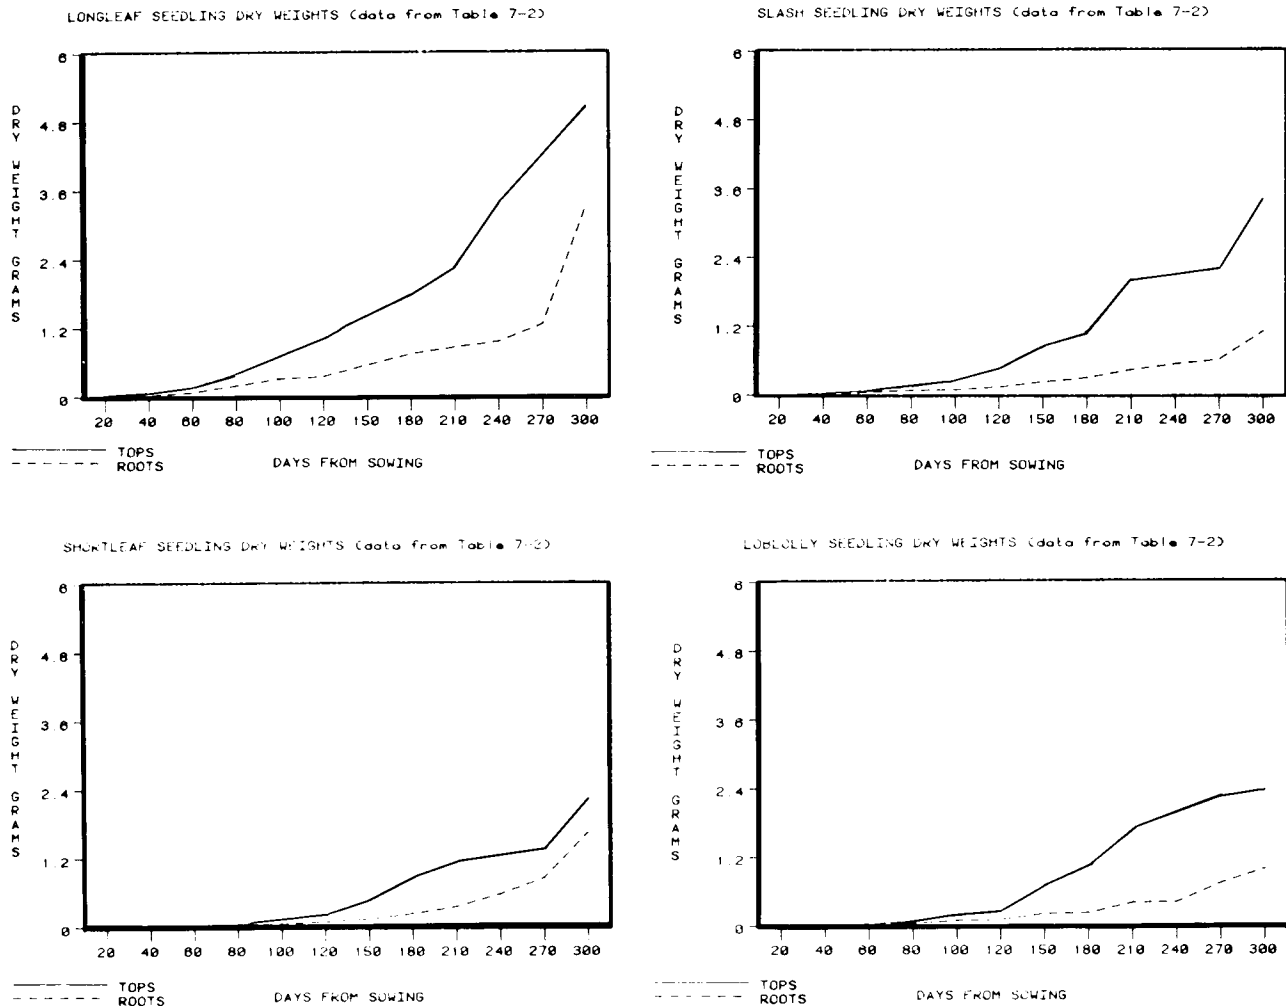 LONGLEAF SEEDLING DRY WEIGHTS (data from Table 7-2)
DRY WEIGHT GRAMS
6
4.8
3.6
2.4
1.2
0
20 40 60 80 100 120 150 180 210 240 270 300
TOPS
ROOTS
DAYS FROM SOWING
SLASH SEEDLING DRY WEIGHTS (data from Table 7-2)
DRY WEIGHT GRAMS
6
4.8
3.6
2.4
1.2
0
20 40 60 80 100 120 150 180 210 240 270 300
TOPS
ROOTS
DAYS FROM SOWING
SHORTLEAF SEEDLING DRY WEIGHTS (data from Table 7-2)
DRY WEIGHT GRAMS
6
4.8
3.6
2.4
1.2
0
20 40 60 80 100 120 150 180 210 240 270 300
TOPS
ROOTS
DAYS FROM SOWING
LOBLOLLY SEEDLING DRY WEIGHTS (data from Table 7-2)
DRY WEIGHT GRAMS
6
4.8
3.6
2.4
1.2
0
20 40 60 80 100 120 150 180 210 240 270 300
TOPS
ROOTS
DAYS FROM SOWING